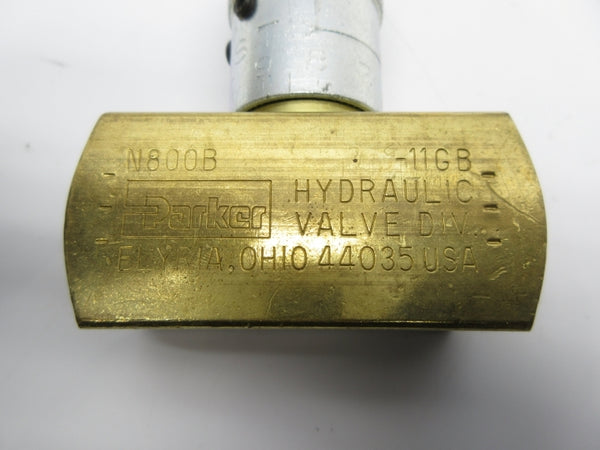 N800B -11GB
Parker HYDRAULIC
VALVE DIV.
ELYRIA, OHIO 44035 USA